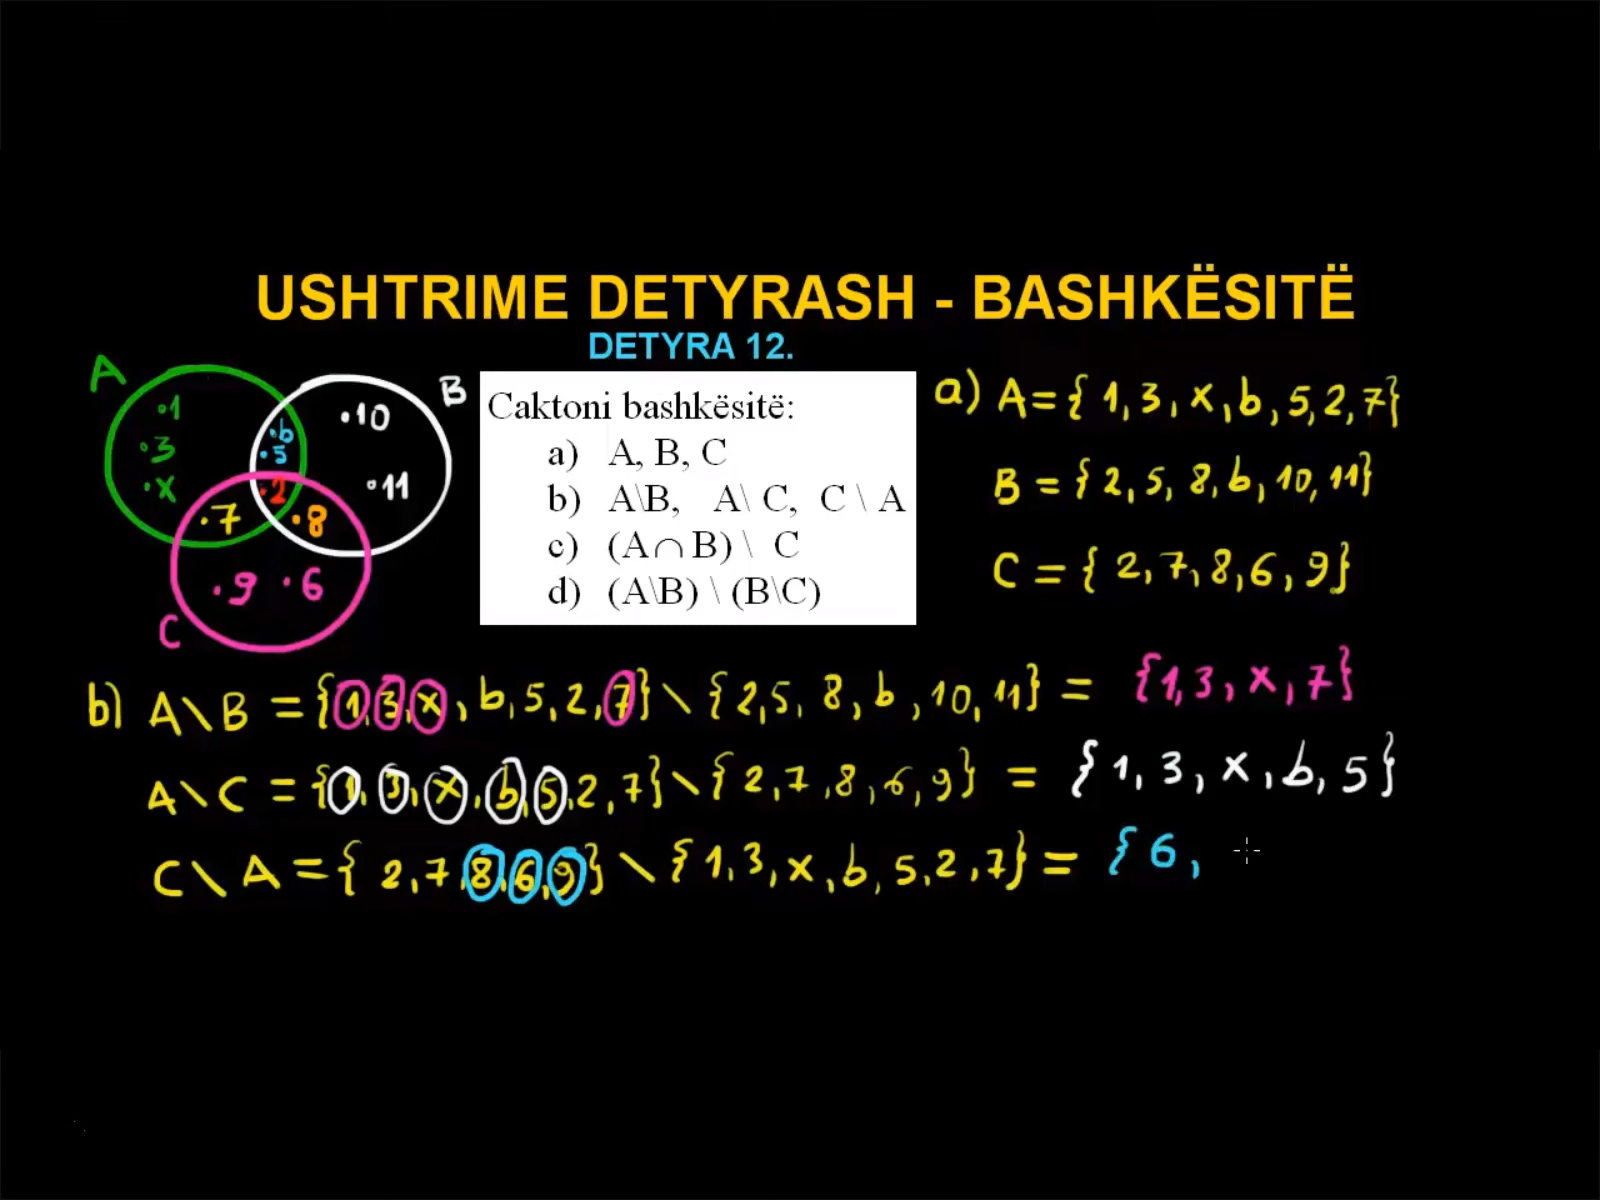 USHTRIME DETYRASH - BASHKËSITË
DETYRA 12.
A
B
C
.1
.3
.x
.b
.5
.2
.7
.8
.10
.11
.9 .6
Caktoni bashkësitë:
a) A, B, C
b) A\B, A\ C, C \ A
c) (A∩B) \ C
d) (A\B) \ (B\C)
a) A={ 1, 3, x, b, 5, 2, 7}
B = { 2, 5, 8, b, 10, 11}
C = { 2, 7, 8, 6, 9}
b) A\B = {1, 3, x, b, 5, 2, 7} \ { 2, 5, 8, b, 10, 11} = {1, 3, x, 7}
A\C = {1, 3, x, b, 5, 2, 7} \ { 2, 7, 8, 6, 9} = { 1, 3, x, b, 5}
C\A = { 2, 7, 8, 6, 9} \ { 1, 3, x, b, 5, 2, 7} = { 6,